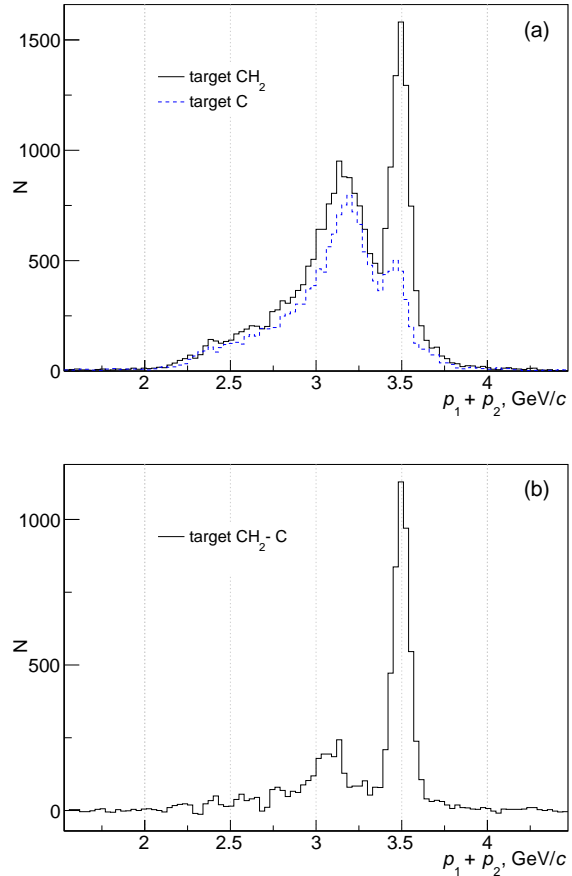 (a)
1500
target CH₂
target C
1000
N
500
0
2 2.5 3 3.5 4
p₁ + p₂, GeV/c
(b)
1000
target CH₂- C
N
500
0
2 2.5 3 3.5 4
p₁ + p₂, GeV/c